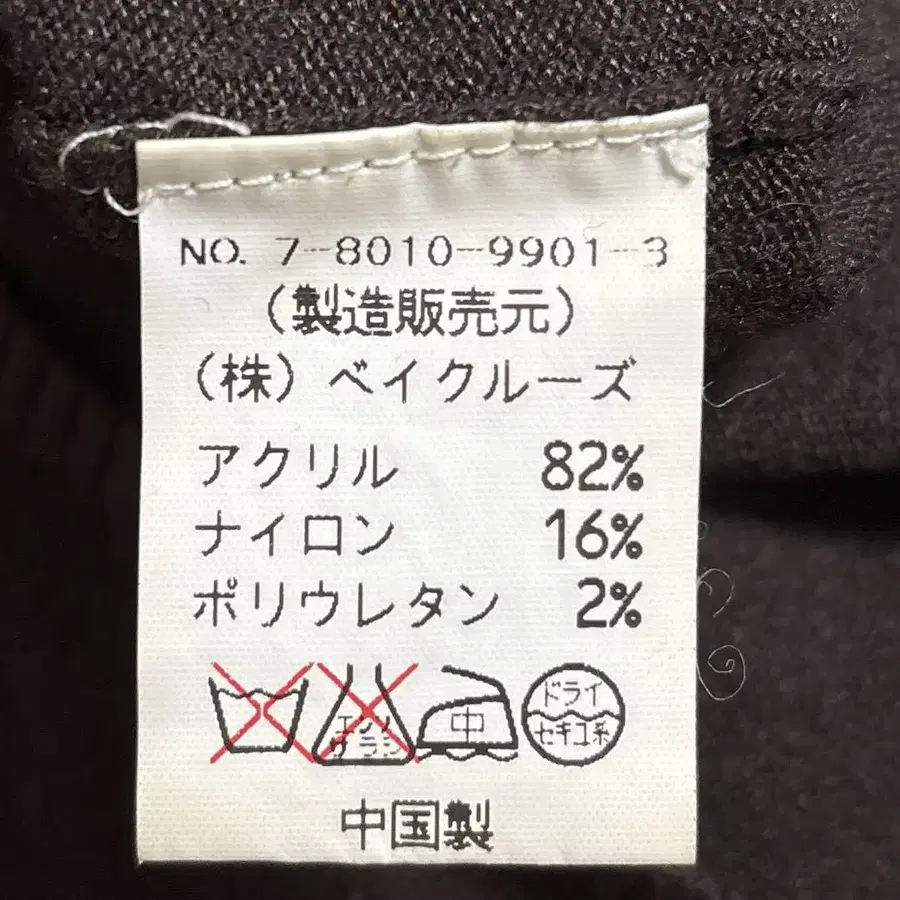 NO. 7-8010-9901-3
(製造販売元)
(株) ベイクルーズ
アクリル 82%
ナイロン 16%
ポリウレタン 2%
エンソ
サラシ
中
ドライ
セキユ系
中国製